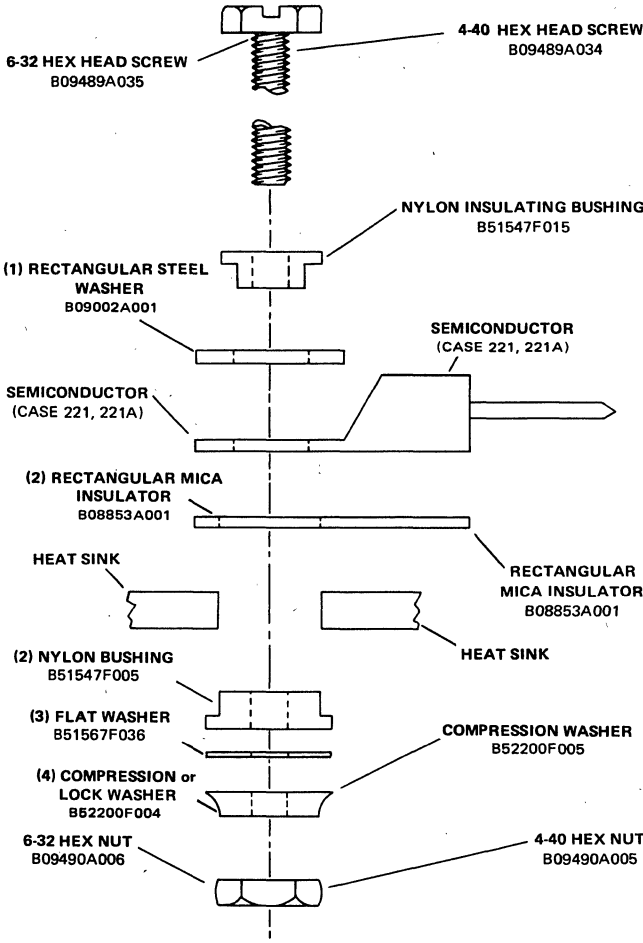 4-40 HEX HEAD SCREW
B09489A034
6-32 HEX HEAD SCREW
B09489A035
NYLON INSULATING BUSHING
B51547F015
(1) RECTANGULAR STEEL
WASHER
B09002A001
SEMICONDUCTOR
(CASE 221, 221A)
SEMICONDUCTOR
(CASE 221, 221A)
(2) RECTANGULAR MICA
INSULATOR
B08853A001
HEAT SINK
RECTANGULAR
MICA INSULATOR
B08853A001
HEAT SINK
(2) NYLON BUSHING
B51547F005
(3) FLAT WASHER
B51567F036
COMPRESSION WASHER
B52200F005
(4) COMPRESSION or
LOCK WASHER
B52200F004
6-32 HEX NUT
B09490A006
4-40 HEX NUT
B09490A005